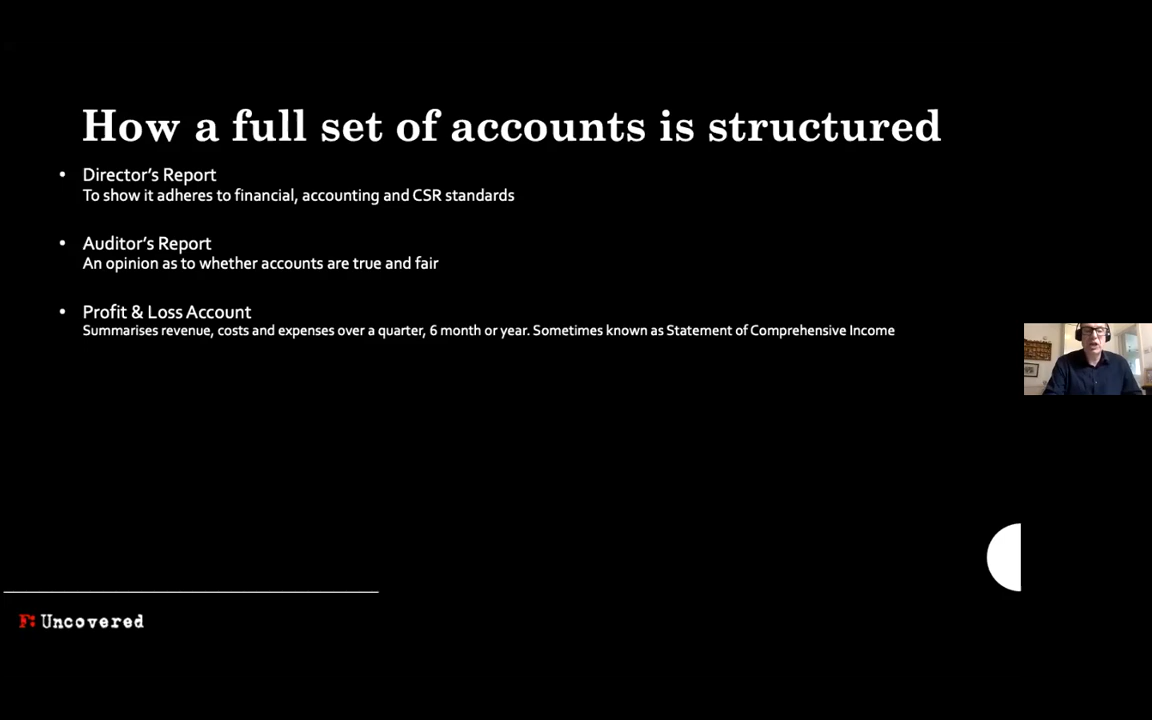 How a full set of accounts is structured
• Director's Report
To show it adheres to financial, accounting and CSR standards
• Auditor's Report
An opinion as to whether accounts are true and fair
• Profit & Loss Account
Summarises revenue, costs and expenses over a quarter, 6 month or year. Sometimes known as Statement of Comprehensive Income
F: Uncovered